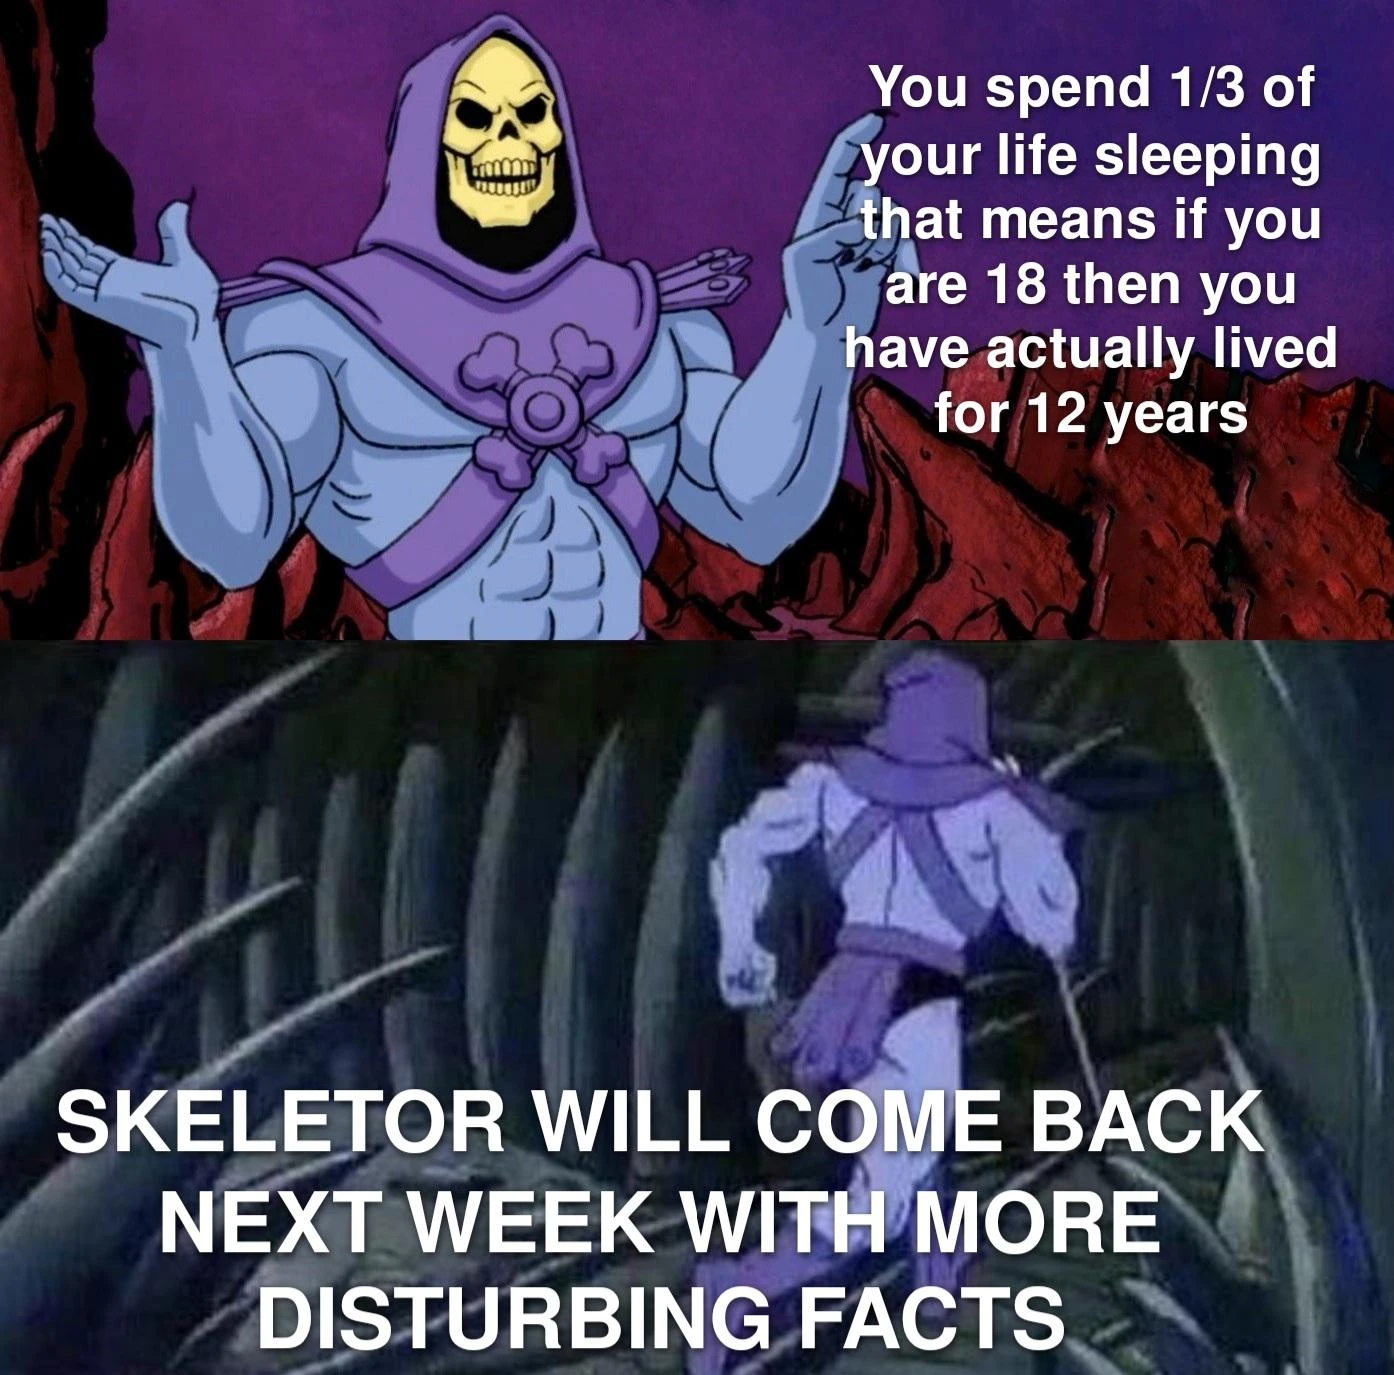 You spend 1/3 of
your life sleeping
that means if you
are 18 then you
have actually lived
for 12 years
SKELETOR WILL COME BACK
NEXT WEEK WITH MORE
DISTURBING FACTS